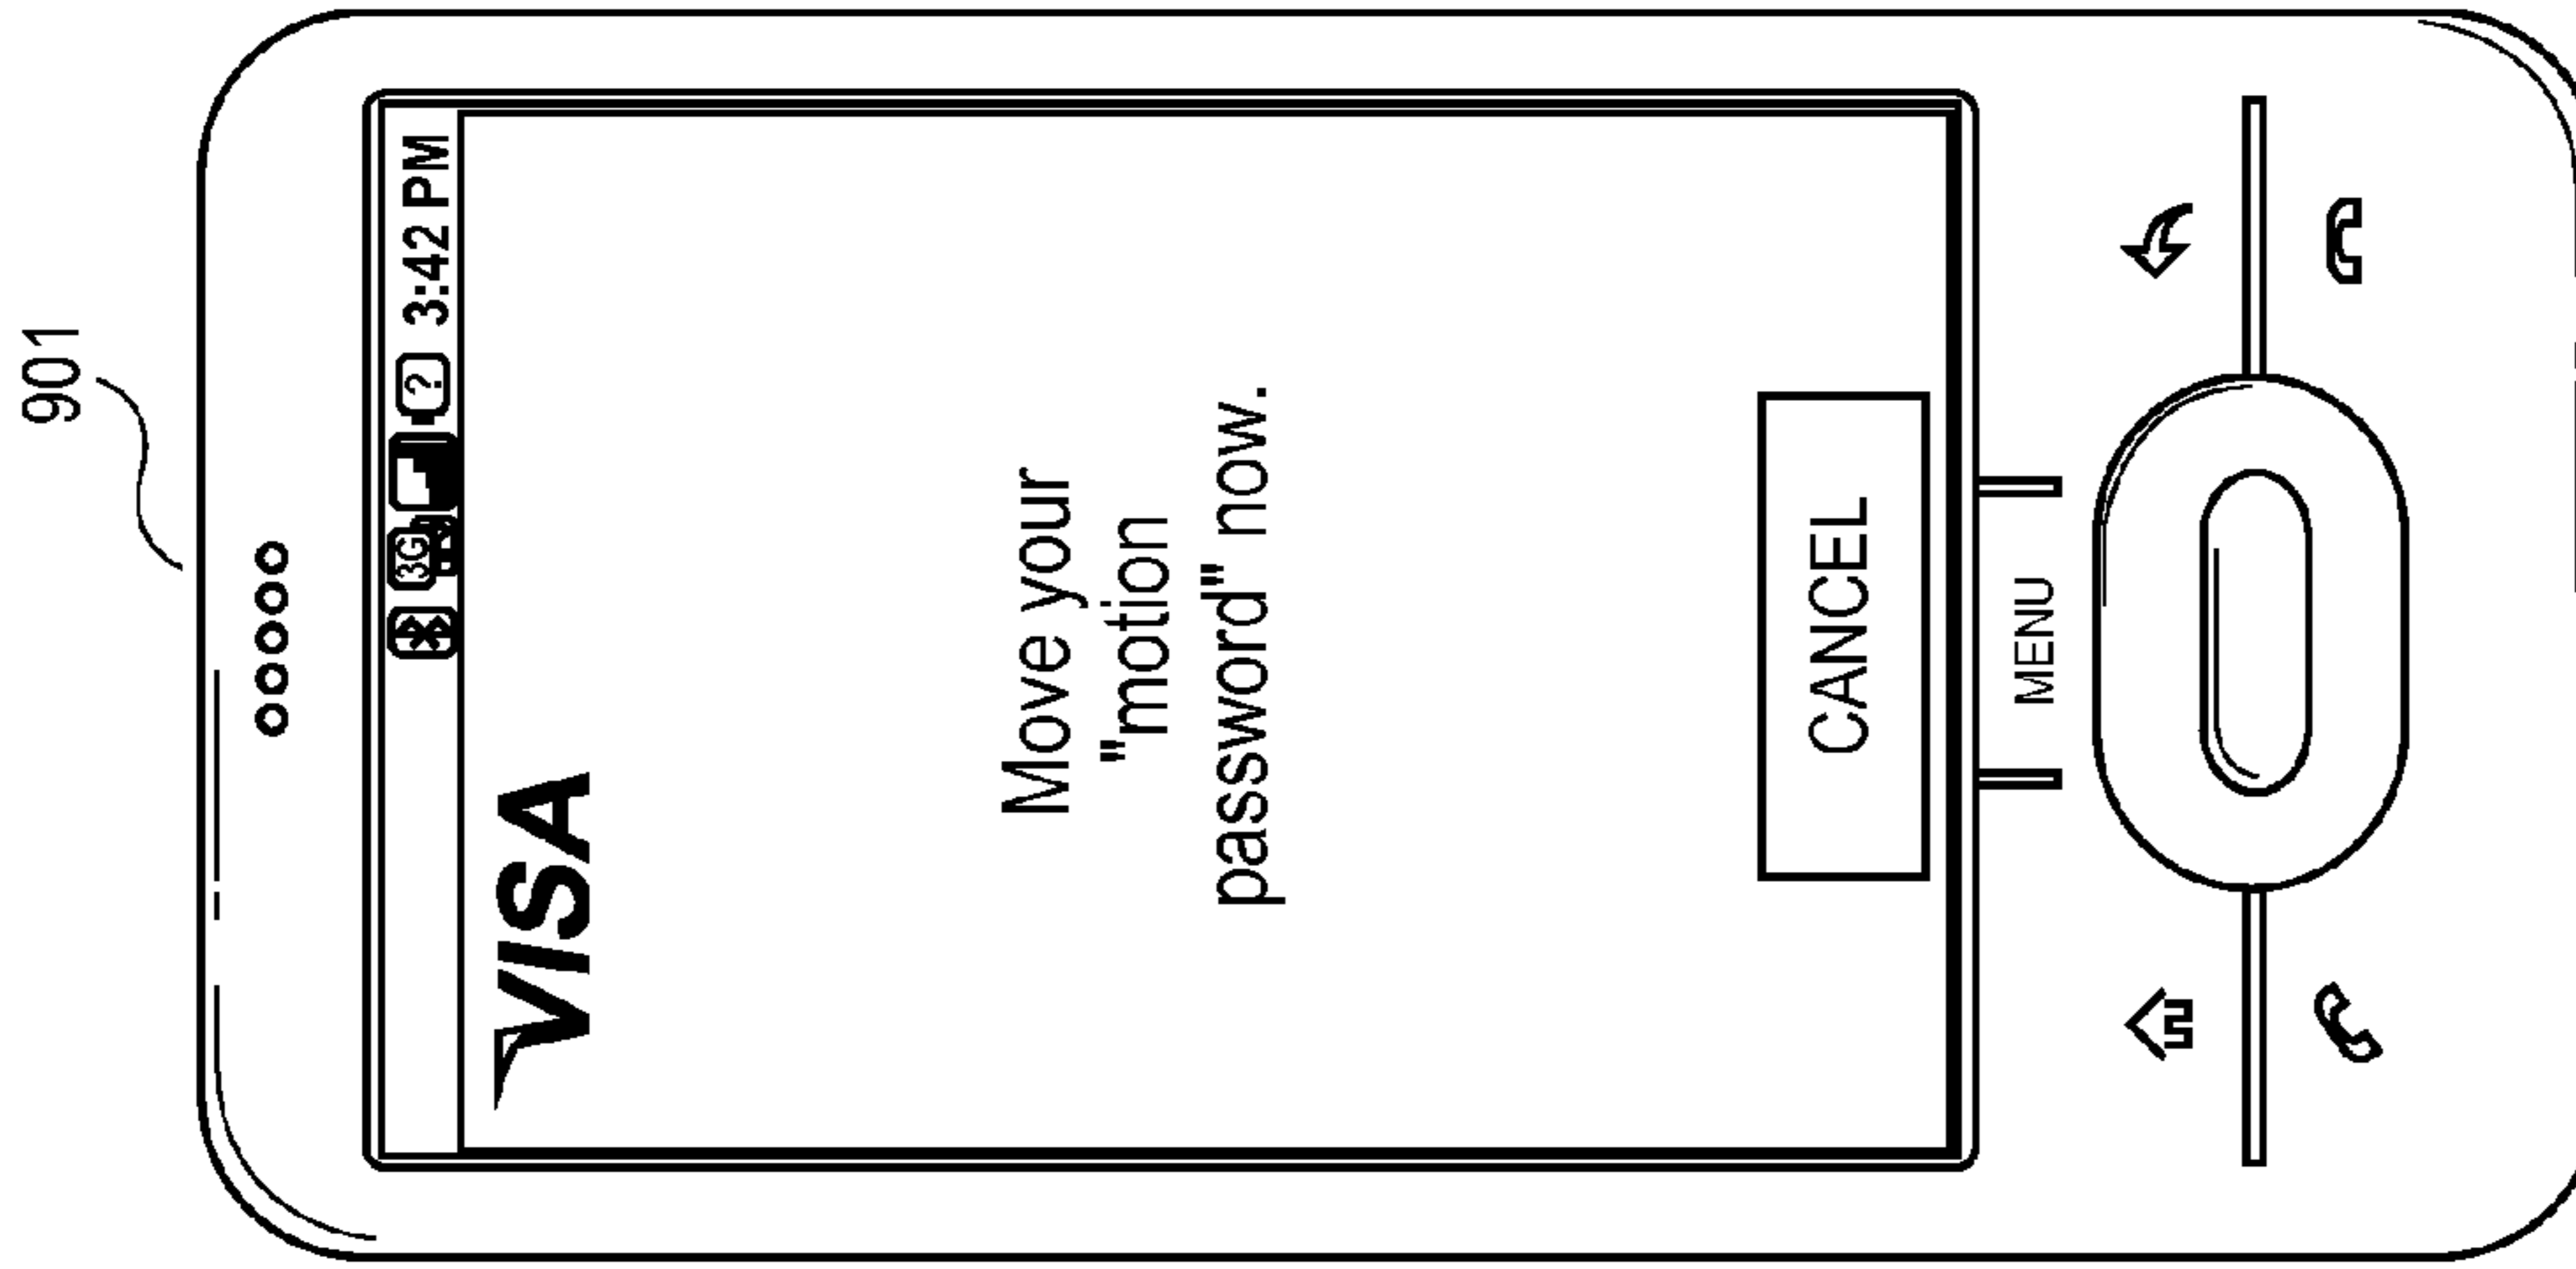 901
3G ? 3:42 PM
VISA
Move your
"motion
password" now.
CANCEL
MENU